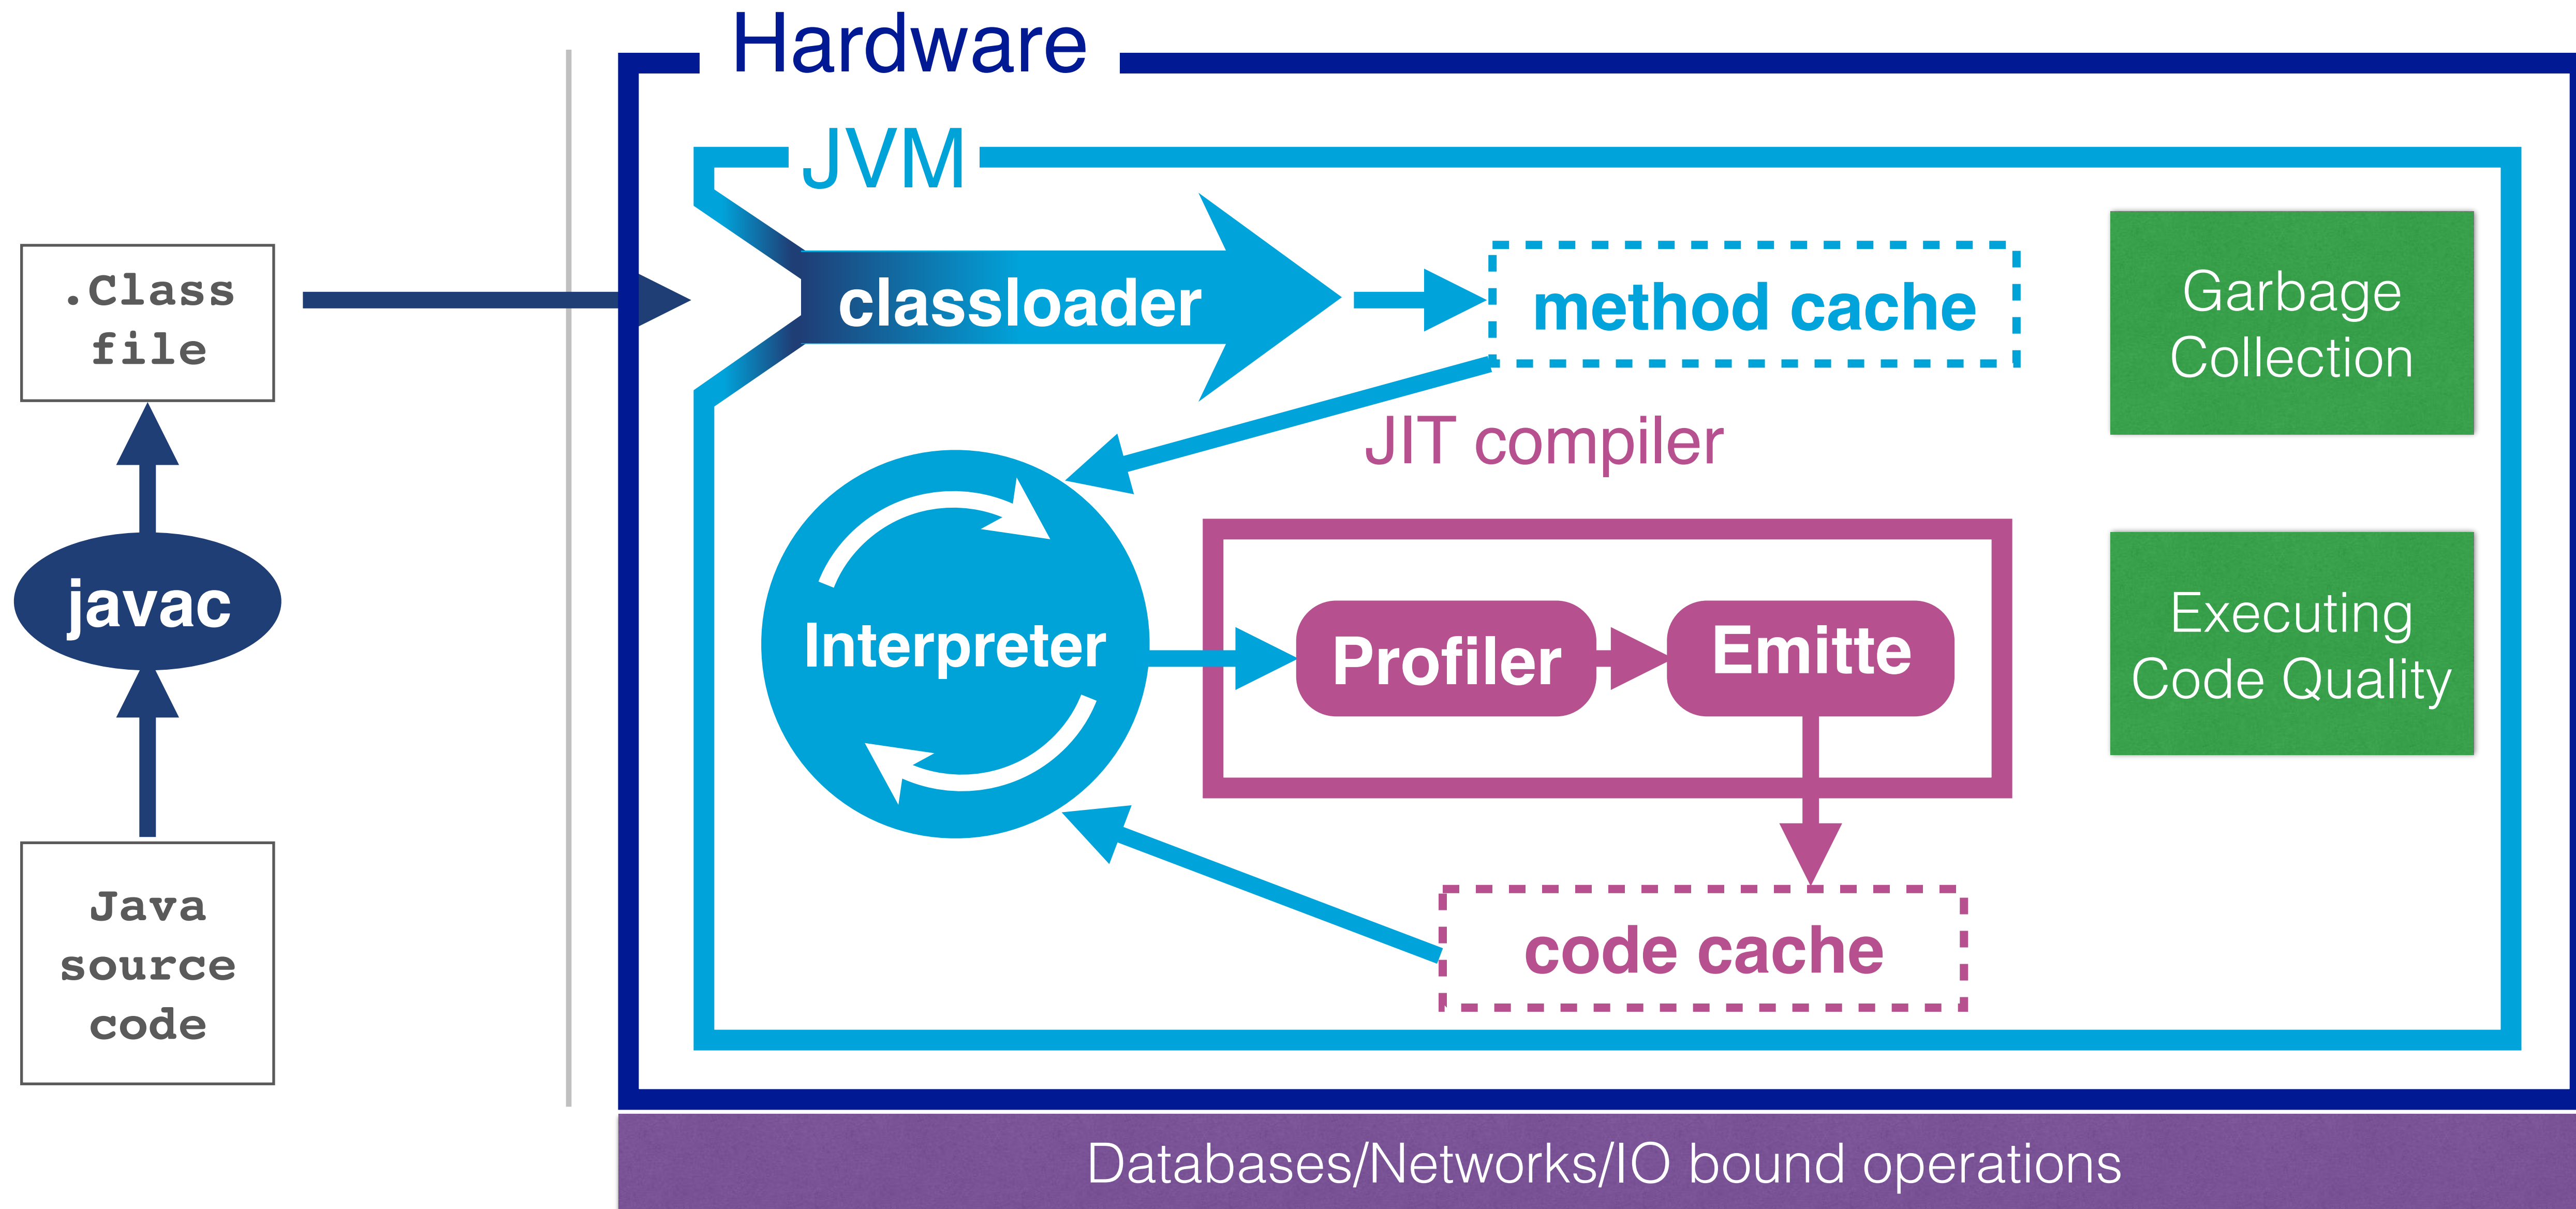 Hardware
JVM
.Class
file
classloader
method cache
Garbage
Collection
JIT compiler
javac
Interpreter
Profiler
Emitte
Executing
Code Quality
Java
source
code
code cache
Databases/Networks/IO bound operations